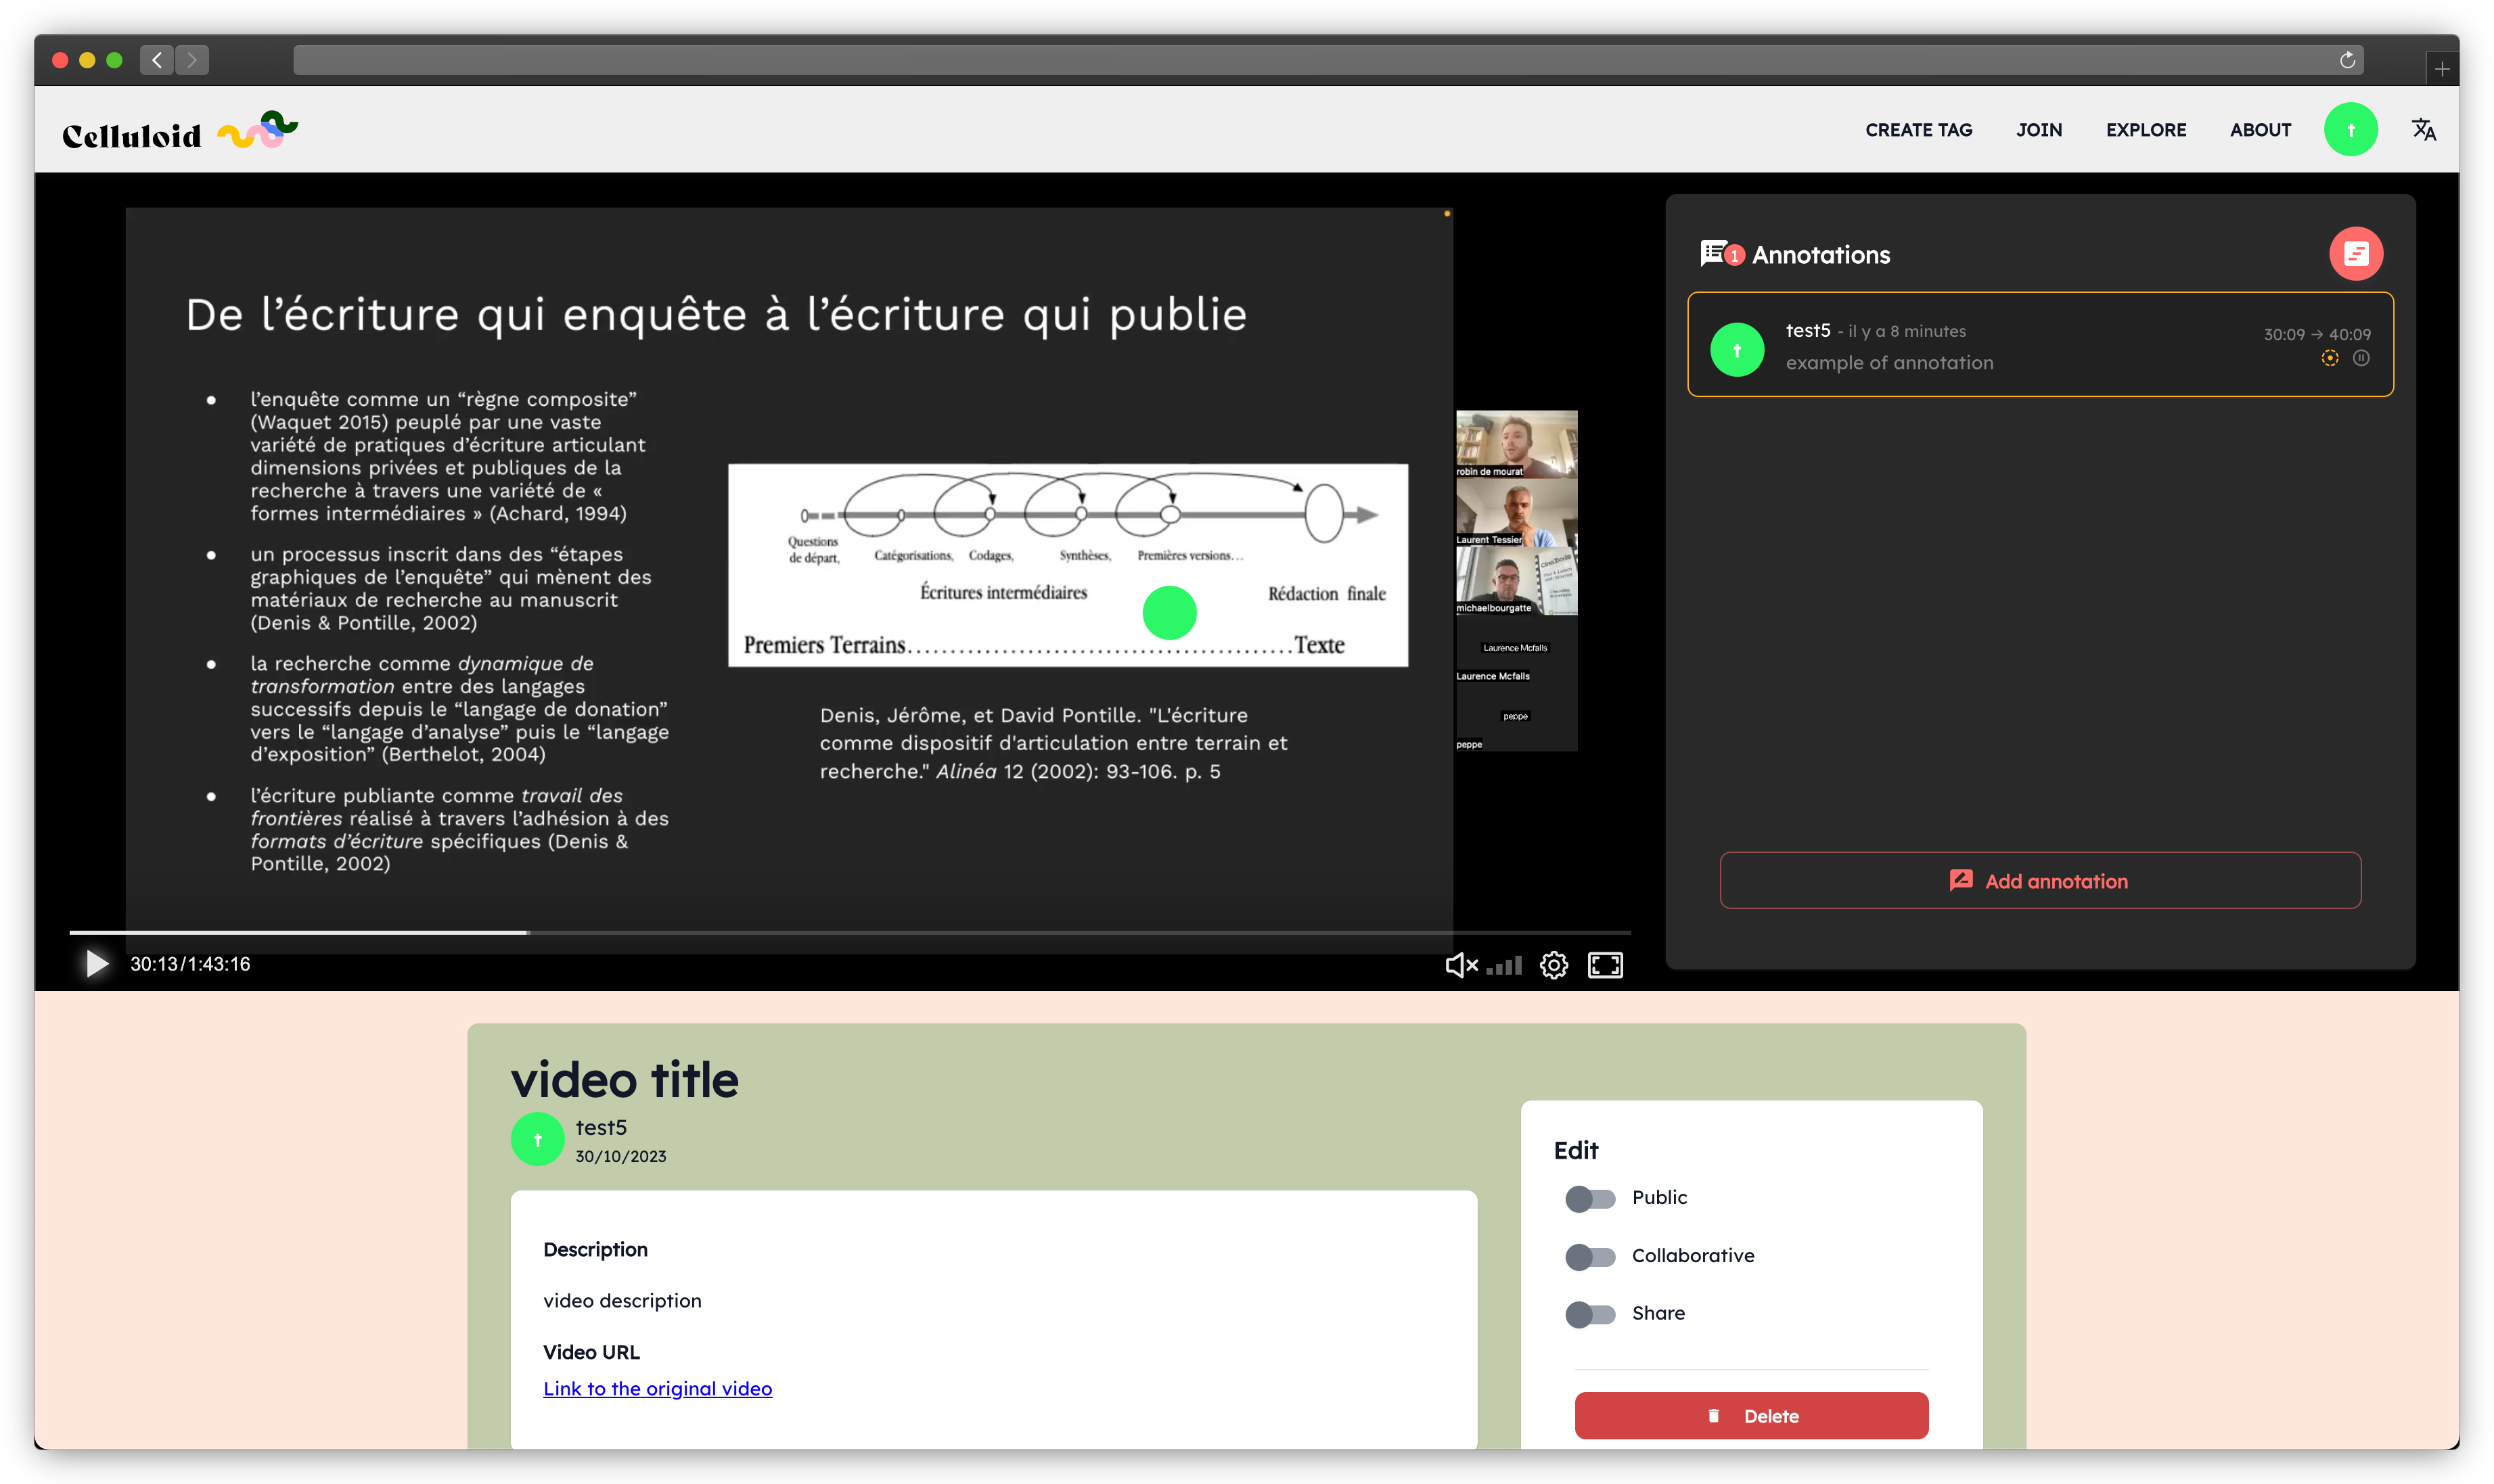 Celluloid
CREATE TAG
JOIN
EXPLORE
ABOUT
t
De l’écriture qui enquête à l’écriture qui publie
● l’enquête comme un “règne composite”
(Waquet 2015) peuplé par une vaste
variété de pratiques d’écriture articulant
dimensions privées et publiques de la
recherche à travers une variété de «
formes intermédiaires » (Achard, 1994)
● un processus inscrit dans des “étapes
graphiques de l’enquête” qui mènent des
matériaux de recherche au manuscrit
(Denis & Pontille, 2002)
● la recherche comme dynamique de
transformation entre des langages
successifs depuis le “langage de donation”
vers le “langage d’analyse” puis le “langage
d’exposition” (Berthelot, 2004)
● l’écriture publiante comme travail des
frontières réalisé à travers l’adhésion à des
formats d’écriture spécifiques (Denis &
Pontille, 2002)
Questions
de départ,
Catégorisations,
Codages,
Synthèses,
Premières versions…
Écritures intermédiaires
Rédaction finale
Premiers Terrains............................................Texte
Denis, Jérôme, et David Pontille. "L'écriture
comme dispositif d'articulation entre terrain et
recherche." Alinéa 12 (2002): 93-106. p. 5
robin de mourat
Laurent Tessier
michaelbourgatte
Laurence Mcfalls
Laurence Mcfalls
peppe
peppe
30:13/1:43:16
1 Annotations
t
test5 - il y a 8 minutes
30:09 → 40:09
example of annotation
Add annotation
video title
t
test5
30/10/2023
Description
video description
Video URL
Link to the original video
Edit
Public
Collaborative
Share
Delete